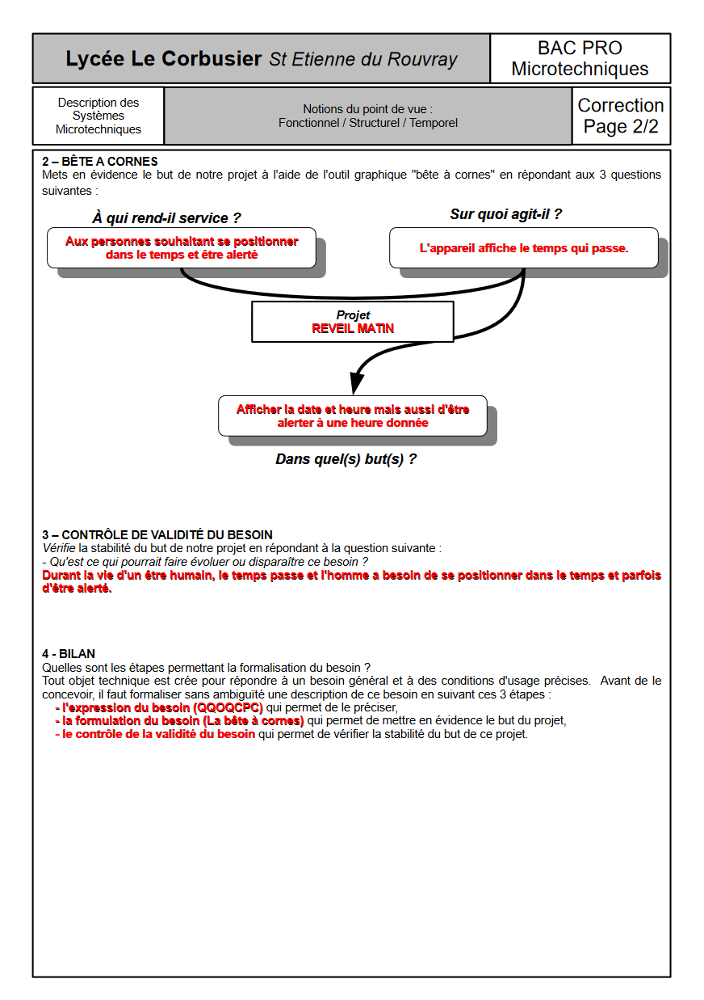 Lycée Le Corbusier St Etienne du Rouvray
BAC PRO
Microtechniques
Description des
Systèmes
Microtechniques
Notions du point de vue :
Fonctionnel / Structurel / Temporel
Correction
Page 2/2
2 – BÊTE A CORNES
Mets en évidence le but de notre projet à l'aide de l'outil graphique "bête à cornes" en répondant aux 3 questions
suivantes :
À qui rend-il service ?
Sur quoi agit-il ?
Aux personnes souhaitant se positionner
dans le temps et être alerté
L'appareil affiche le temps qui passe.
Projet
REVEIL MATIN
Afficher la date et heure mais aussi d'être
alerter à une heure donnée
Dans quel(s) but(s) ?
3 – CONTRÔLE DE VALIDITÉ DU BESOIN
Vérifie la stabilité du but de notre projet en répondant à la question suivante :
- Qu'est ce qui pourrait faire évoluer ou disparaître ce besoin ?
Durant la vie d'un être humain, le temps passe et l'homme a besoin de se positionner dans le temps et parfois
d'être alerté.
4 - BILAN
Quelles sont les étapes permettant la formalisation du besoin ?
Tout objet technique est crée pour répondre à un besoin général et à des conditions d'usage précises. Avant de le
concevoir, il faut formaliser sans ambiguïté une description de ce besoin en suivant ces 3 étapes :
- l'expression du besoin (QQOQCPC) qui permet de le préciser,
- la formulation du besoin (La bête à cornes) qui permet de mettre en évidence le but du projet,
- le contrôle de la validité du besoin qui permet de vérifier la stabilité du but de ce projet.